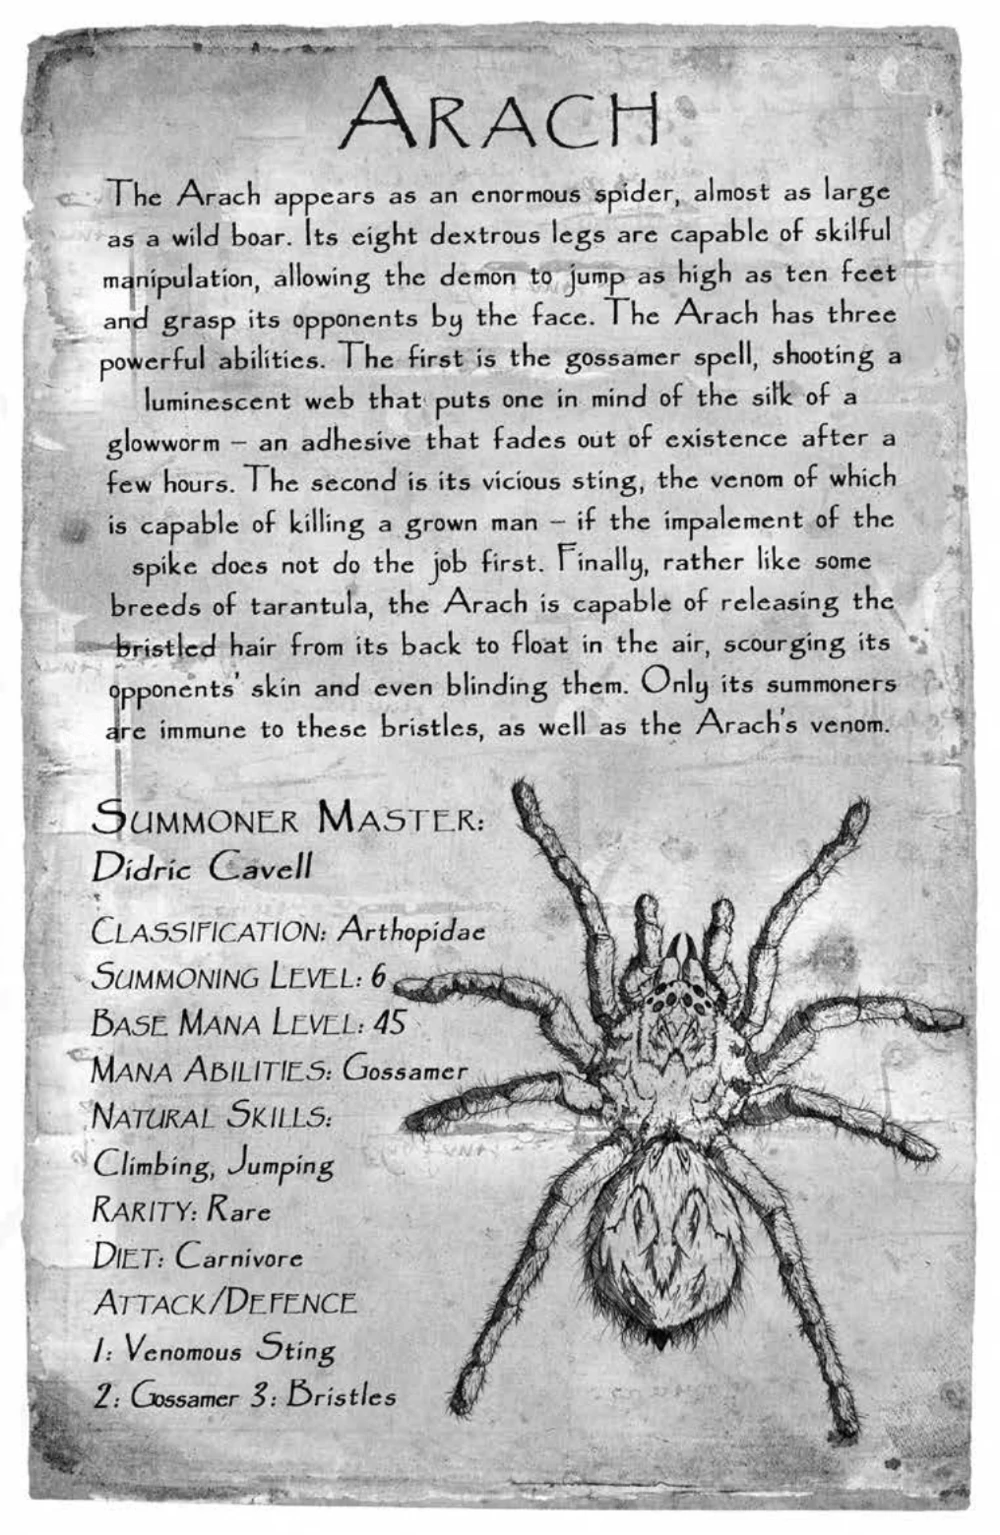 ARACH
The Arach appears as an enormous spider, almost as large
as a wild boar. Its eight dextrous legs are capable of skilful
manipulation, allowing the demon to jump as high as ten feet
and grasp its opponents by the face. The Arach has three
powerful abilities. The first is the gossamer spell, shooting a
luminescent web that puts one in mind of the silk of a
glowworm – an adhesive that fades out of existence after a
few hours. The second is its vicious sting, the venom of which
is capable of killing a grown man – if the impalement of the
spike does not do the job first. Finally, rather like some
breeds of tarantula, the Arach is capable of releasing the
bristled hair from its back to float in the air, scourging its
opponents' skin and even blinding them. Only its summoners
are immune to these bristles, as well as the Arach's venom.
SUMMONER MASTER:
Didric Cavell
CLASSIFICATION: Arthopidae
SUMMONING LEVEL: 6
BASE MANA LEVEL: 45
MANA ABILITIES: Gossamer
NATURAL SKILLS:
Climbing, Jumping
RARITY: Rare
DIET: Carnivore
ATTACK/DEFENCE
1: Venomous Sting
2: Gossamer 3: Bristles